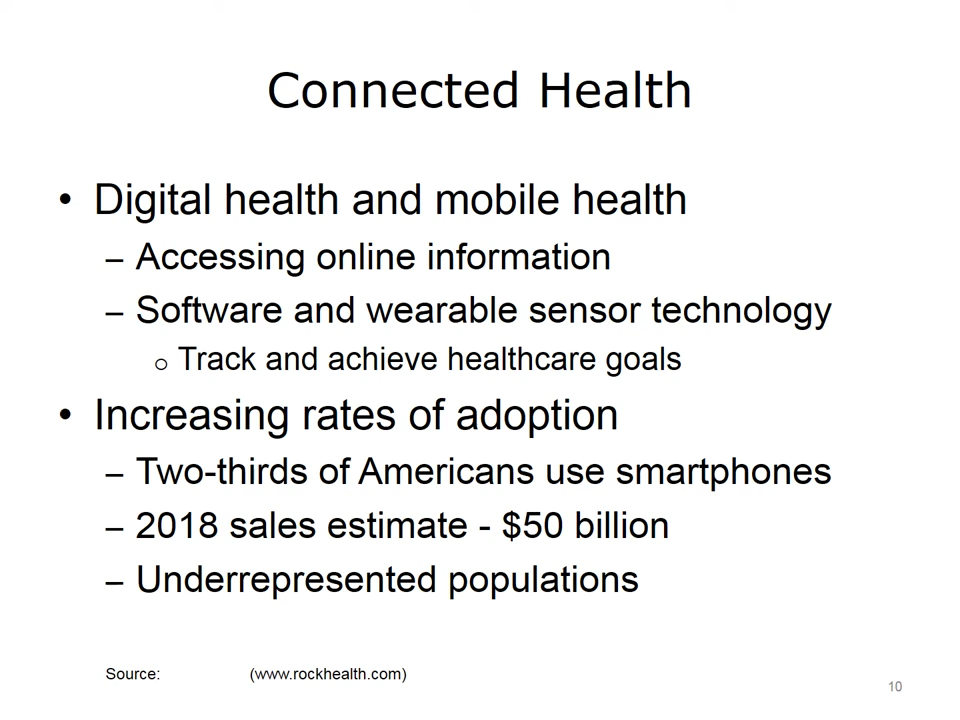 Connected Health
• Digital health and mobile health
– Accessing online information
– Software and wearable sensor technology
o Track and achieve healthcare goals
• Increasing rates of adoption
– Two-thirds of Americans use smartphones
– 2018 sales estimate - $50 billion
– Underrepresented populations
Source: (www.rockhealth.com)
10